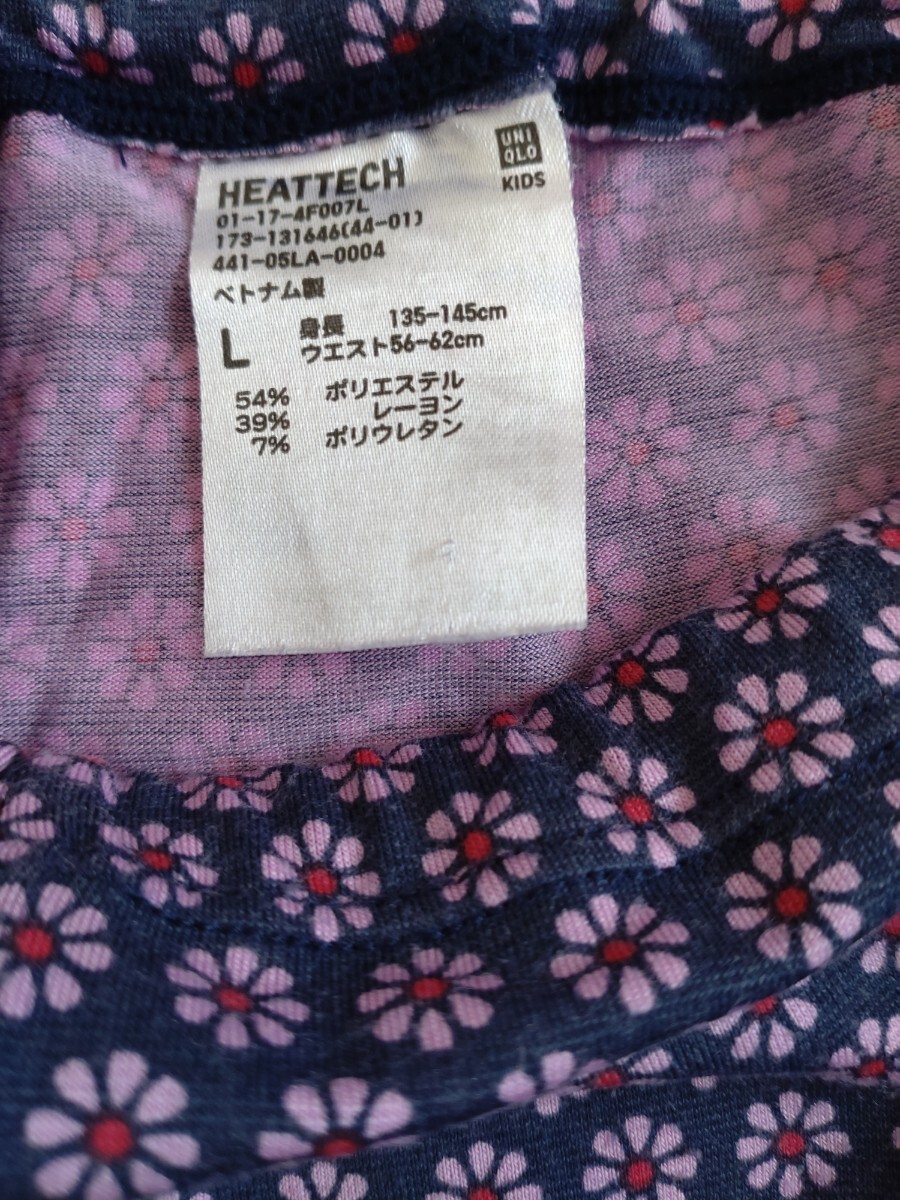 UNI
QLO
KIDS
HEATTECH
01-17-4F007L
173-131646(44-01)
441-05LA-0004
ベトナム製
L
身長 135-145cm
ウエスト56-62cm
54% ポリエステル
39% レーヨン
7% ポリウレタン